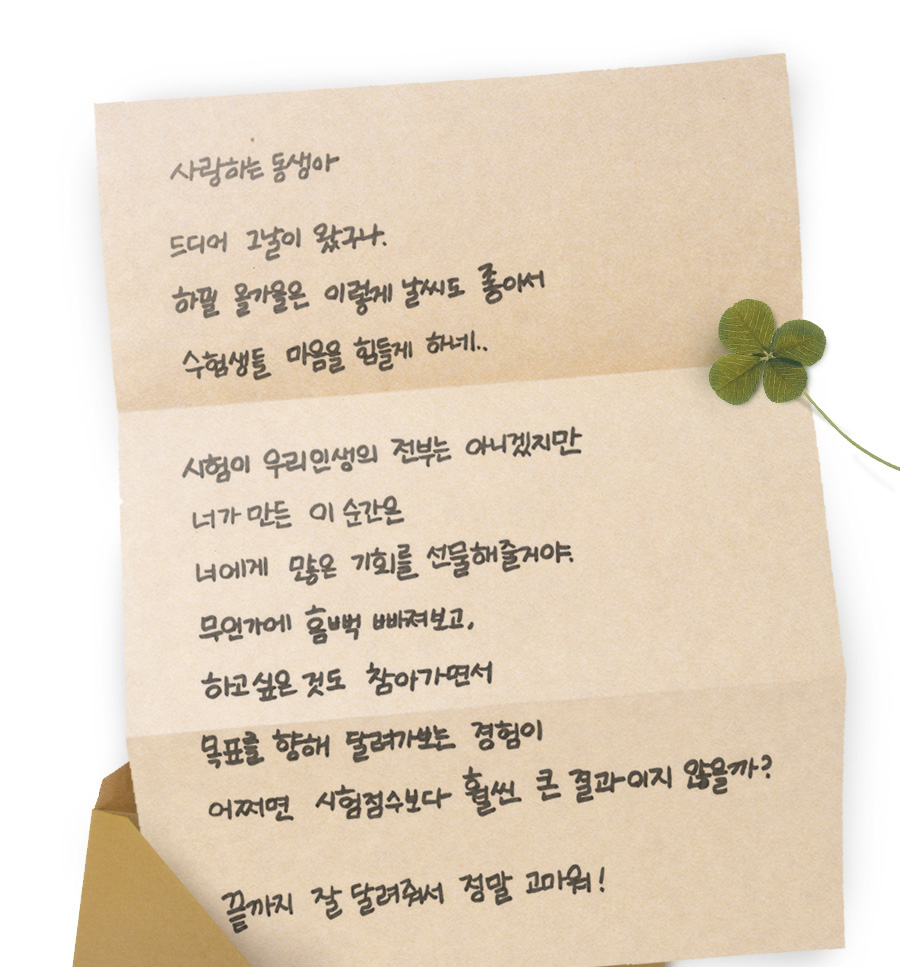 사랑하는 동생아
드디어 그날이 왔구나.
하필 올가을은 이렇게 날씨도 좋아서
수험생들 마음을 힘들게 하네..
시험이 우리인생의 전부는 아니겠지만
너가 만든 이 순간은
너에게 많은 기회를 선물해줄거야.
무언가에 흠뻑 빠져보고,
하고싶은 것도 참아가면서
목표를 향해 달려가보는 경험이
어쩌면 시험점수보다 훨씬 큰 결과이지 않을까?
끝까지 잘 달려줘서 정말 고마워!